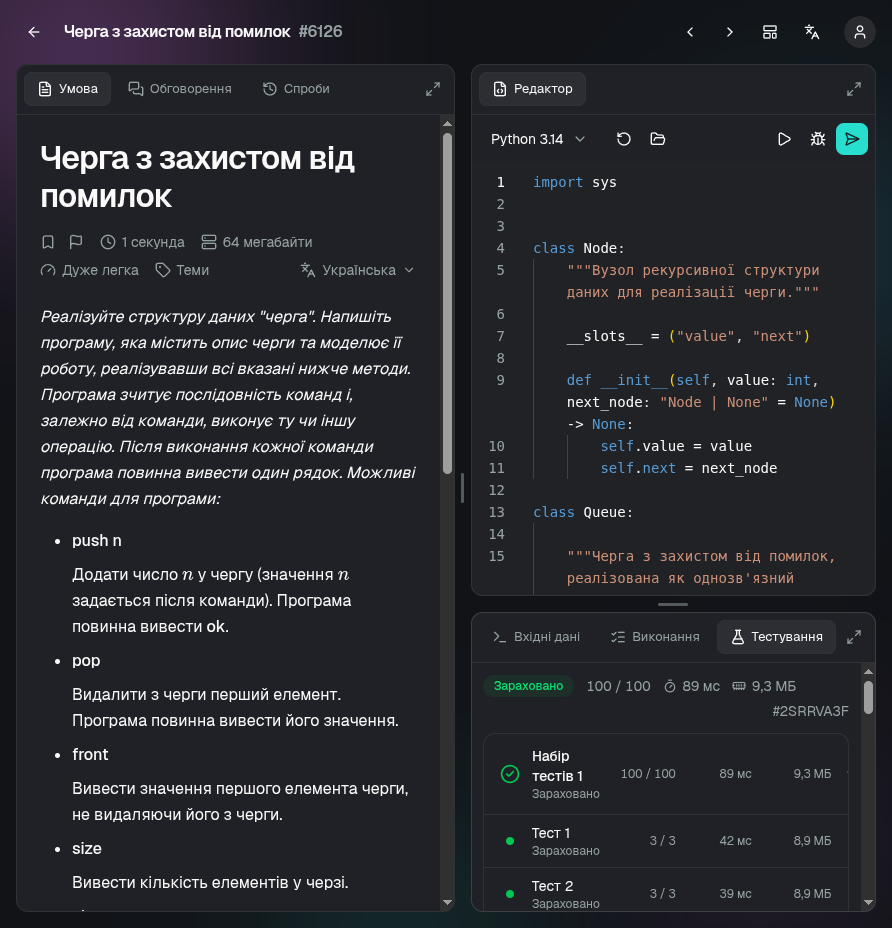 Черга з захистом від помилок #6126
Умова
Обговорення
Спроби
Черга з захистом від
помилок
1 секунда
64 мегабайти
Дуже легка
Теми
Українська
Реалізуйте структуру даних "черга". Напишіть
програму, яка містить опис черги та моделює її
роботу, реалізувавши всі вказані нижче методи.
Програма зчитує послідовність команд і,
залежно від команди, виконує ту чи іншу
операцію. Після виконання кожної команди
програма повинна вивести один рядок. Можливі
команди для програми:
push n
Додати число n у чергу (значення n
задається після команди). Програма
повинна вивести ok.
pop
Видалити з черги перший елемент.
Програма повинна вивести його значення.
front
Вивести значення першого елемента черги,
не видаляючи його з черги.
size
Вивести кількість елементів у черзі.
Редактор
Python 3.14
1 import sys
2
3
4 class Node:
5 """Вузол рекурсивної структури
даних для реалізації черги."""
6
7 __slots__ = ("value", "next")
8
9 def __init__(self, value: int,
next_node: "Node | None" = None)
-> None:
10 self.value = value
11 self.next = next_node
12
13 class Queue:
14
15 """Черга з захистом від помилок,
реалізована як однозв'язний
Вхідні дані
Виконання
Тестування
Зараховано 100 / 100 89 мс 9,3 МБ
#2SRRVA3F
Набір
тестів 1 100 / 100 89 мс 9,3 МБ
Зараховано
Тест 1 3 / 3 42 мс 8,9 МБ
Зараховано
Тест 2 3 / 3 39 мс 8,9 МБ
Зараховано